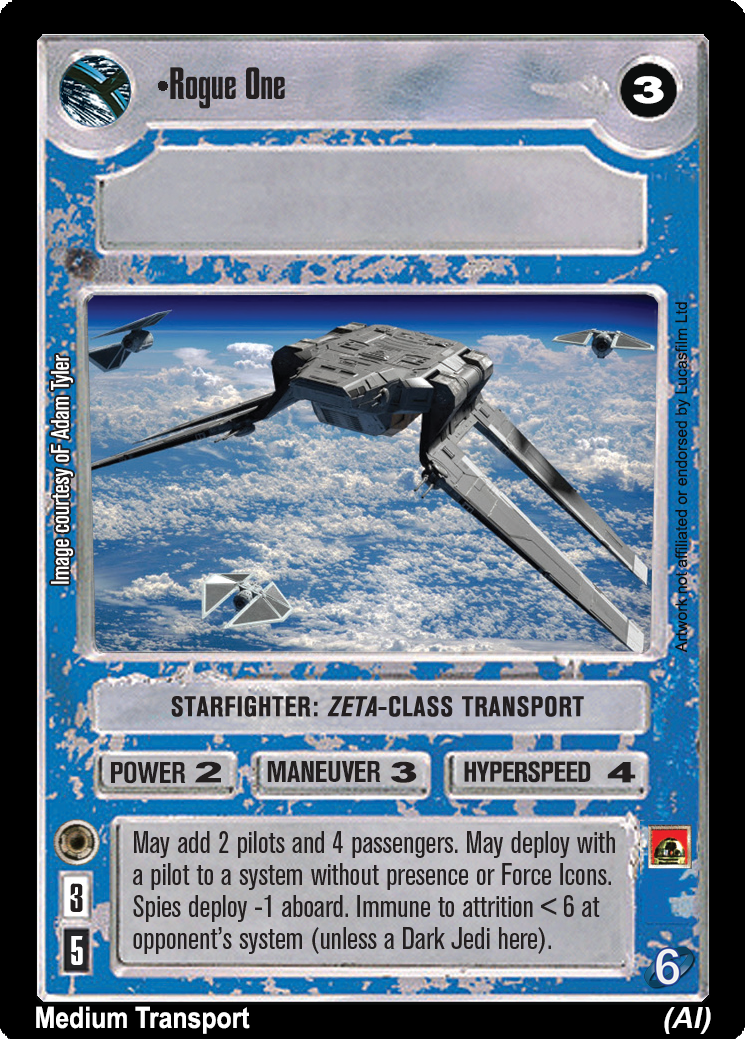 •Rogue One
3
Image courtesy oF Adam Tyler
Artwork not affiliated or endorsed by Lucasfilm Ltd
STARFIGHTER: ZETA-CLASS TRANSPORT
POWER 2
MANEUVER 3
HYPERSPEED 4
May add 2 pilots and 4 passengers. May deploy with
a pilot to a system without presence or Force Icons.
Spies deploy -1 aboard. Immune to attrition < 6 at
opponent's system (unless a Dark Jedi here).
3
5
6
Medium Transport
(AI)